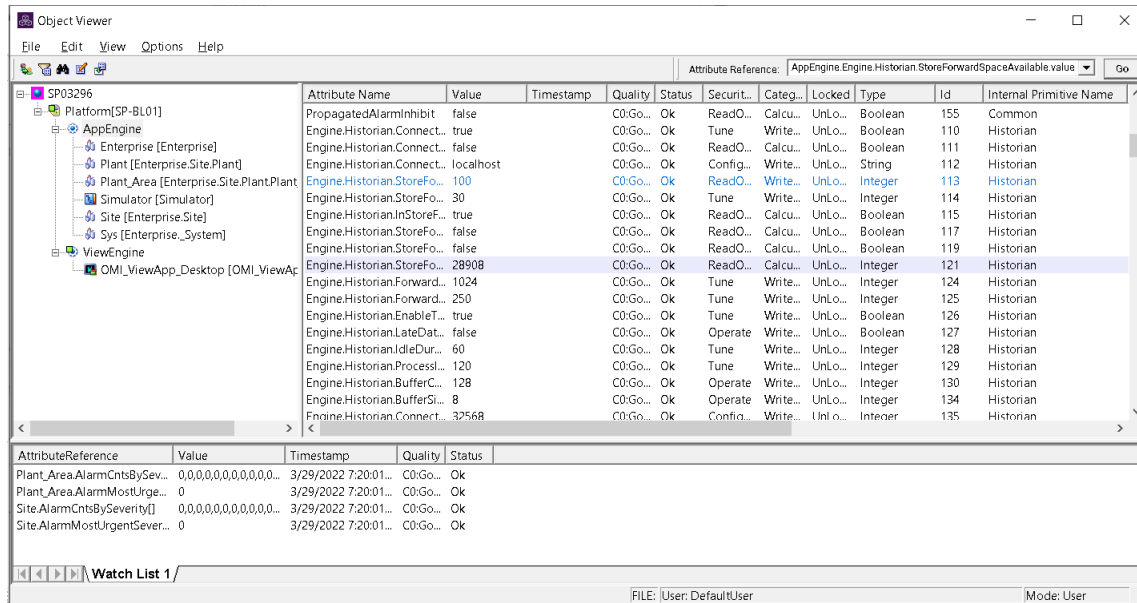 Object Viewer
File Edit View Options Help
Attribute Reference: AppEngine.Engine.Historian.StoreForwardSpaceAvailable.value Go
SP03296
Platform[SP-BL01]
AppEngine
Enterprise [Enterprise]
Plant [Enterprise.Site.Plant]
Plant_Area [Enterprise.Site.Plant.Plant
Simulator [Simulator]
Site [Enterprise.Site]
Sys [Enterprise._System]
ViewEngine
OMI_ViewApp_Desktop [OMI_ViewAp
Attribute Name Value Timestamp Quality Status Securit... Categ... Locked Type Id Internal Primitive Name
PropagatedAlarmInhibit false C0:Go... Ok ReadO... Calcu... UnLo... Boolean 155 Common
Engine.Historian.Connect... true C0:Go... Ok Tune Write... UnLo... Boolean 110 Historian
Engine.Historian.Connect... false C0:Go... Ok ReadO... Calcu... UnLo... Boolean 111 Historian
Engine.Historian.Connect... localhost C0:Go... Ok Config... Write... UnLo... String 112 Historian
Engine.Historian.StoreFo... 100 C0:Go... Ok ReadO... Write... UnLo... Integer 113 Historian
Engine.Historian.StoreFo... 30 C0:Go... Ok Tune Write... UnLo... Integer 114 Historian
Engine.Historian.InStoreF... true C0:Go... Ok ReadO... Calcu... UnLo... Boolean 115 Historian
Engine.Historian.StoreFo... false C0:Go... Ok ReadO... Calcu... UnLo... Boolean 117 Historian
Engine.Historian.StoreFo... false C0:Go... Ok ReadO... Calcu... UnLo... Boolean 119 Historian
Engine.Historian.StoreFo... 28908 C0:Go... Ok ReadO... Calcu... UnLo... Integer 121 Historian
Engine.Historian.Forward... 1024 C0:Go... Ok Tune Write... UnLo... Integer 124 Historian
Engine.Historian.Forward... 250 C0:Go... Ok Tune Write... UnLo... Integer 125 Historian
Engine.Historian.EnableT... true C0:Go... Ok Tune Write... UnLo... Boolean 126 Historian
Engine.Historian.LateDat... false C0:Go... Ok Operate Write... UnLo... Boolean 127 Historian
Engine.Historian.IdleDur... 60 C0:Go... Ok Tune Write... UnLo... Integer 128 Historian
Engine.Historian.ProcessI... 120 C0:Go... Ok Tune Write... UnLo... Integer 129 Historian
Engine.Historian.BufferC... 128 C0:Go... Ok Operate Write... UnLo... Integer 130 Historian
Engine.Historian.BufferSi... 8 C0:Go... Ok Operate Write... UnLo... Integer 134 Historian
Engine.Historian.Connect... 32568 C0:Go... Ok Config... Write... UnLo... Integer 135 Historian
AttributeReference Value Timestamp Quality Status
Plant_Area.AlarmCntsBySev... 0,0,0,0,0,0,0,0,0,0,0... 3/29/2022 7:20:01... C0:Go... Ok
Plant_Area.AlarmMostUrge... 0 3/29/2022 7:20:01... C0:Go... Ok
Site.AlarmCntsBySeverity[] 0,0,0,0,0,0,0,0,0,0,0... 3/29/2022 7:20:01... C0:Go... Ok
Site.AlarmMostUrgentSever... 0 3/29/2022 7:20:01... C0:Go... Ok
Watch List 1
FILE: User: DefaultUser Mode: User